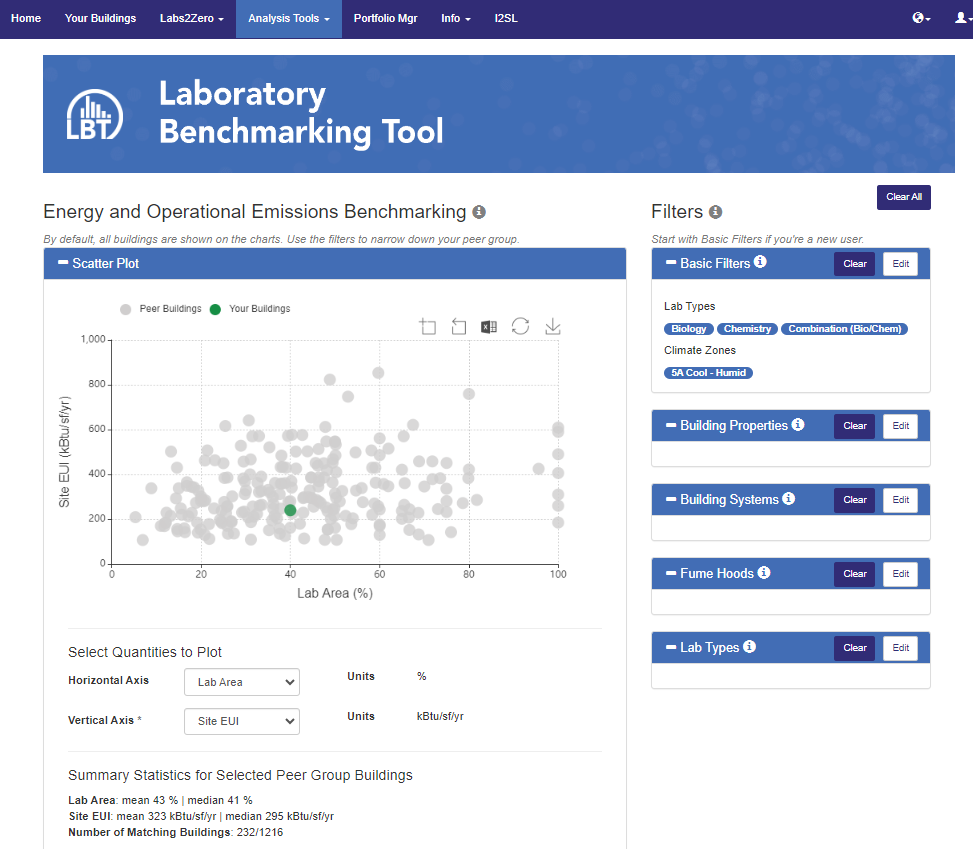 Home Your Buildings Labs2Zero Analysis Tools Portfolio Mgr Info I2SL
LBT
Laboratory
Benchmarking Tool
Energy and Operational Emissions Benchmarking
By default, all buildings are shown on the charts. Use the filters to narrow down your peer group.
Scatter Plot
Peer Buildings Your Buildings
1,000
800
600
400
200
0
Site EUI (kBtu/sf/yr)
0 20 40 60 80 100
Lab Area (%)
Select Quantities to Plot
Horizontal Axis Lab Area Units %
Vertical Axis * Site EUI Units kBtu/sf/yr
Summary Statistics for Selected Peer Group Buildings
Lab Area: mean 43 % | median 41 %
Site EUI: mean 323 kBtu/sf/yr | median 295 kBtu/sf/yr
Number of Matching Buildings: 232/1216
Clear All
Filters
Start with Basic Filters if you're a new user.
Basic Filters Clear Edit
Lab Types
Biology Chemistry Combination (Bio/Chem)
Climate Zones
5A Cool - Humid
Building Properties Clear Edit
Building Systems Clear Edit
Fume Hoods Clear Edit
Lab Types Clear Edit